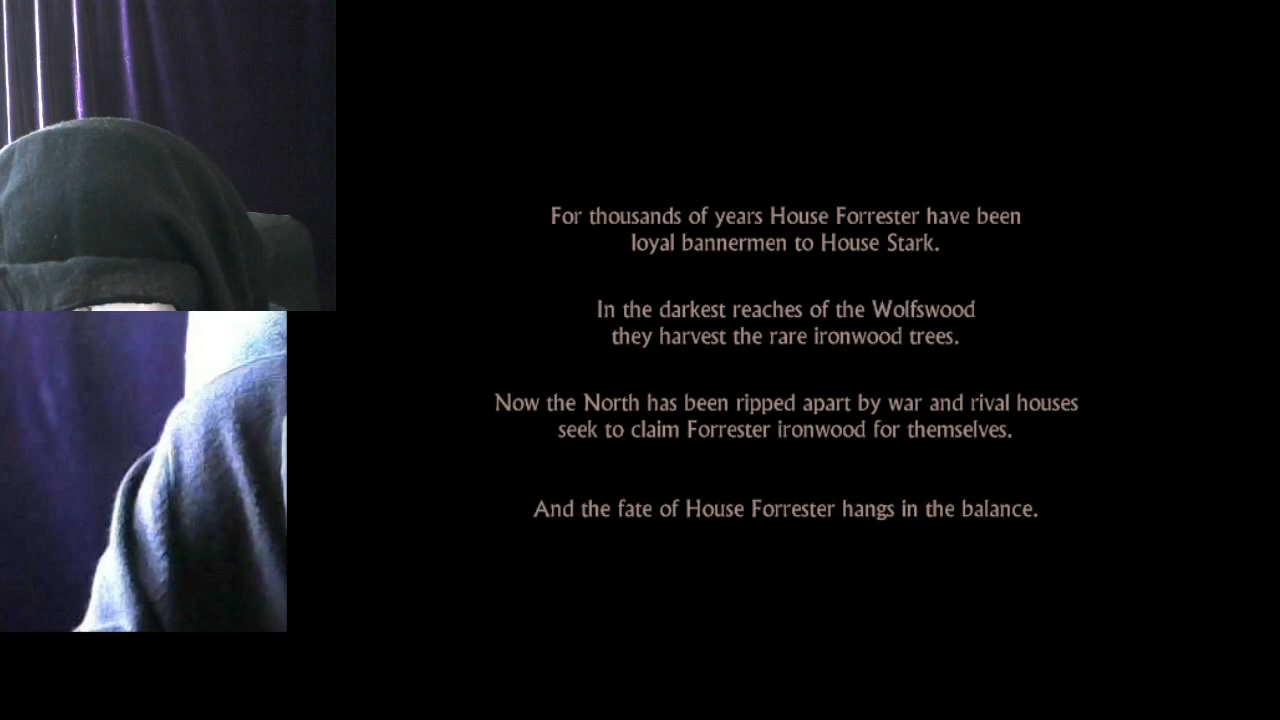 For thousands of years House Forrester have been
loyal bannermen to House Stark.
In the darkest reaches of the Wolfswood
they harvest the rare ironwood trees.
Now the North has been ripped apart by war and rival houses
seek to claim Forrester ironwood for themselves.
And the fate of House Forrester hangs in the balance.